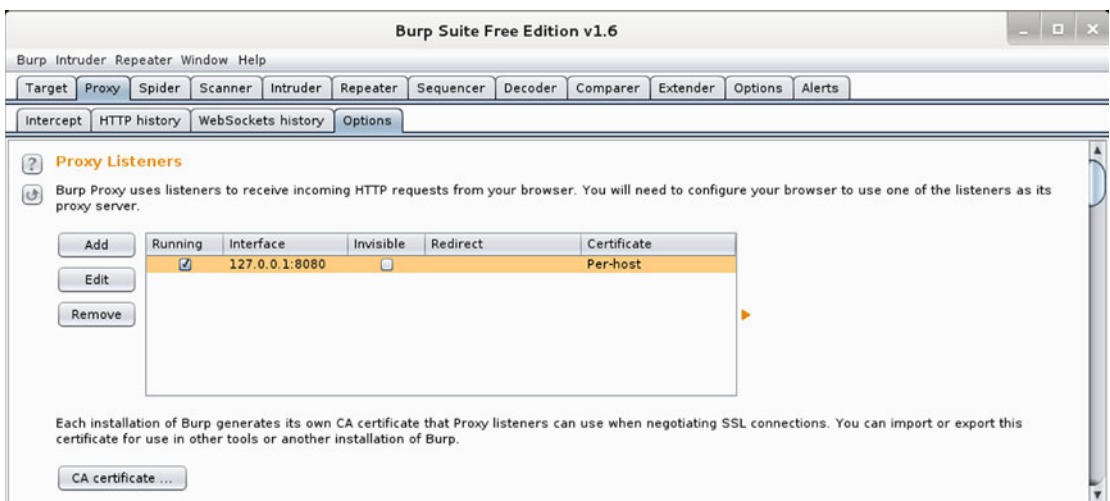 Burp Suite Free Edition v1.6
Burp Intruder Repeater Window Help
Target Proxy Spider Scanner Intruder Repeater Sequencer Decoder Comparer Extender Options Alerts
Intercept HTTP history WebSockets history Options
? Proxy Listeners
Burp Proxy uses listeners to receive incoming HTTP requests from your browser. You will need to configure your browser to use one of the listeners as its
proxy server.
Add Running Interface Invisible Redirect Certificate
127.0.0.1:8080 Per-host
Edit
Remove
Each installation of Burp generates its own CA certificate that Proxy listeners can use when negotiating SSL connections. You can import or export this
certificate for use in other tools or another installation of Burp.
CA certificate ...